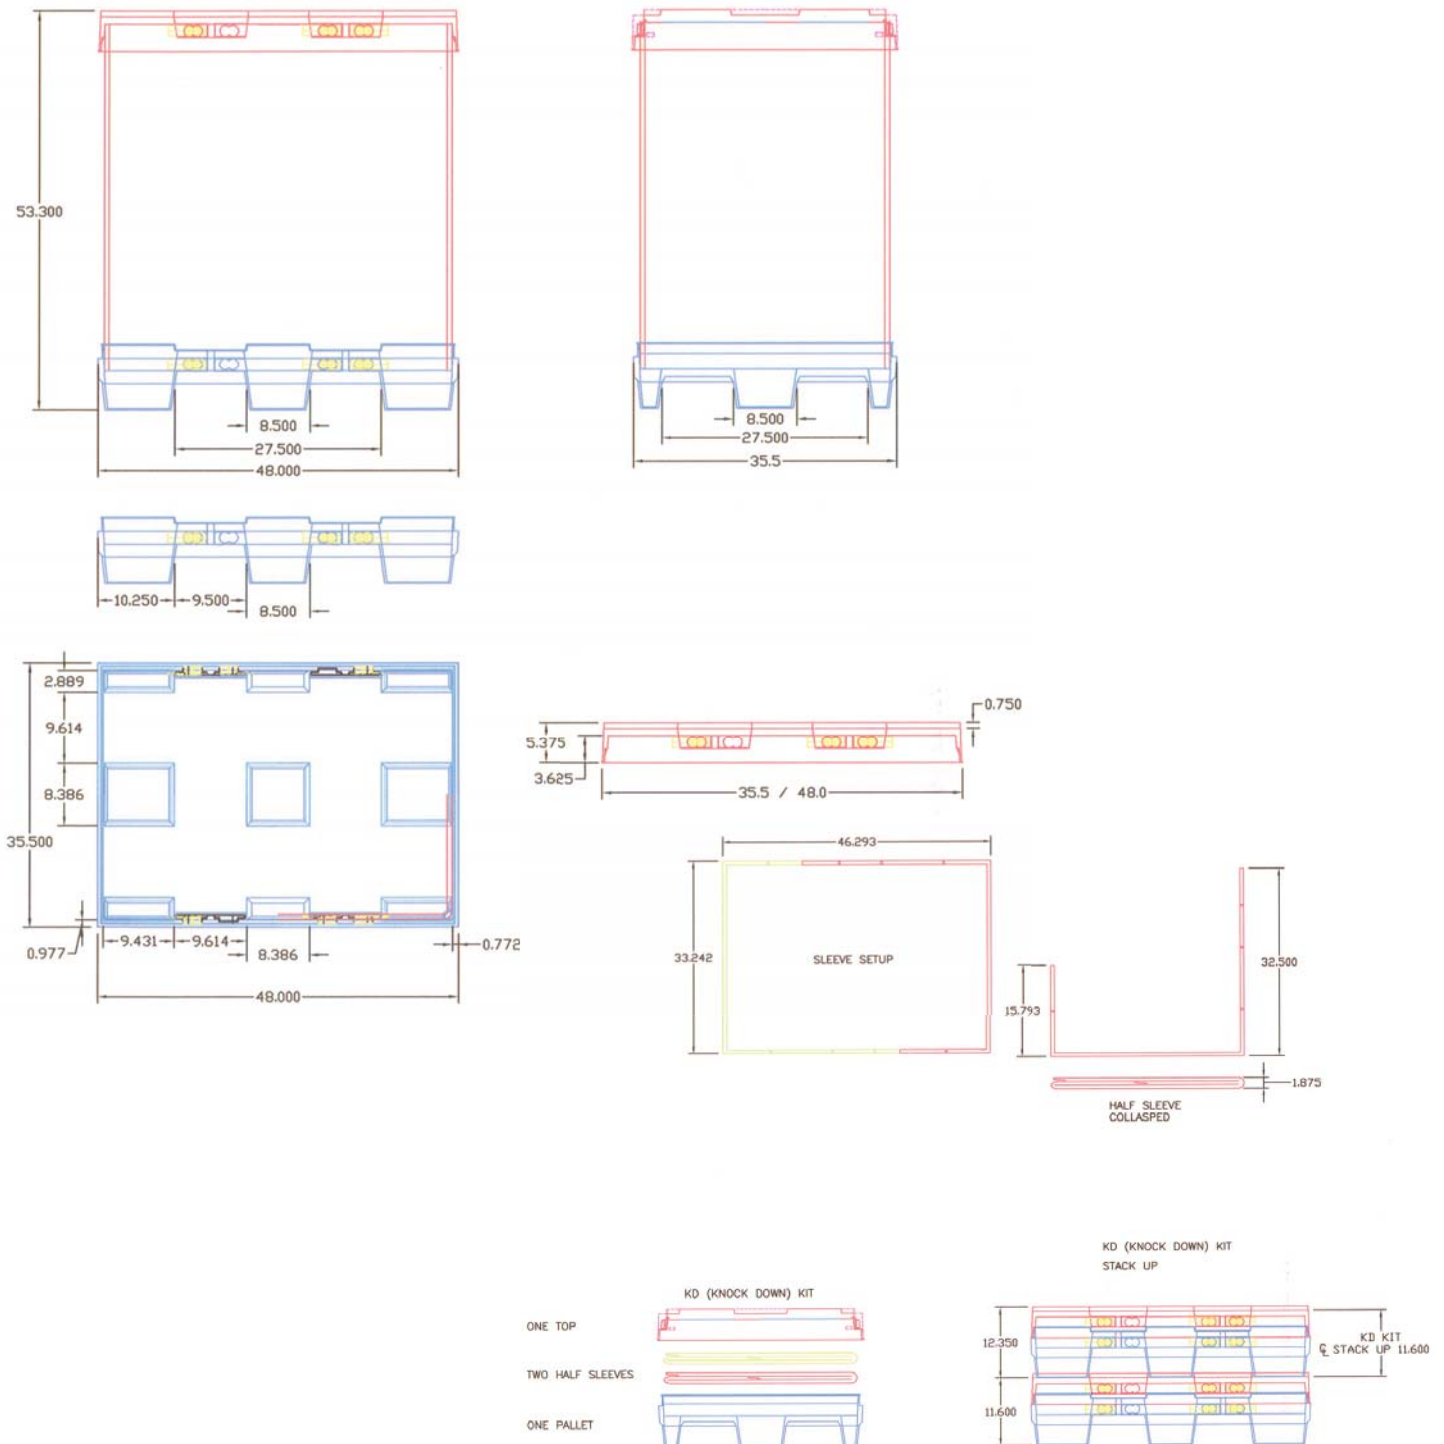 53.300
8.500
27.500
48.000
8.500
27.500
35.5
10.250
9.500
8.500
2.889
9.614
8.386
35.500
0.977
9.431
9.614
8.386
0.772
48.000
0.750
5.375
3.625
35.5 / 48.0
46.293
33.242
SLEEVE SETUP
15.793
32.500
1.875
HALF SLEEVE
COLLASPED
KD (KNOCK DOWN) KIT
ONE TOP
TWO HALF SLEEVES
ONE PALLET
KD (KNOCK DOWN) KIT
STACK UP
12.350
KD KIT
℄ STACK UP 11.600
11.600